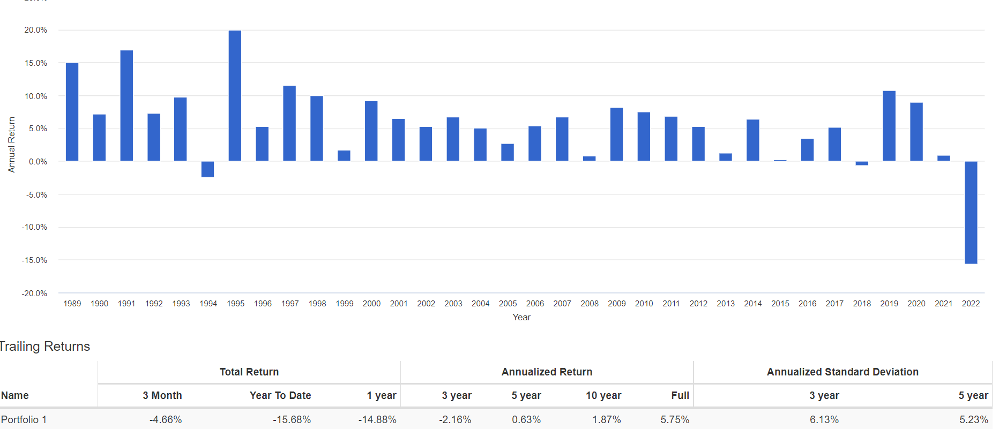 20.0%
15.0%
10.0%
5.0%
0.0%
-5.0%
-10.0%
-15.0%
-20.0%
Annual Return
1989 1990 1991 1992 1993 1994 1995 1996 1997 1998 1999 2000 2001 2002 2003 2004 2005 2006 2007 2008 2009 2010 2011 2012 2013 2014 2015 2016 2017 2018 2019 2020 2021 2022
Year
Trailing Returns
Total Return Annualized Return Annualized Standard Deviation
Name 3 Month Year To Date 1 year 3 year 5 year 10 year Full 3 year 5 year
Portfolio 1 -4.66% -15.68% -14.88% -2.16% 0.63% 1.87% 5.75% 6.13% 5.23%